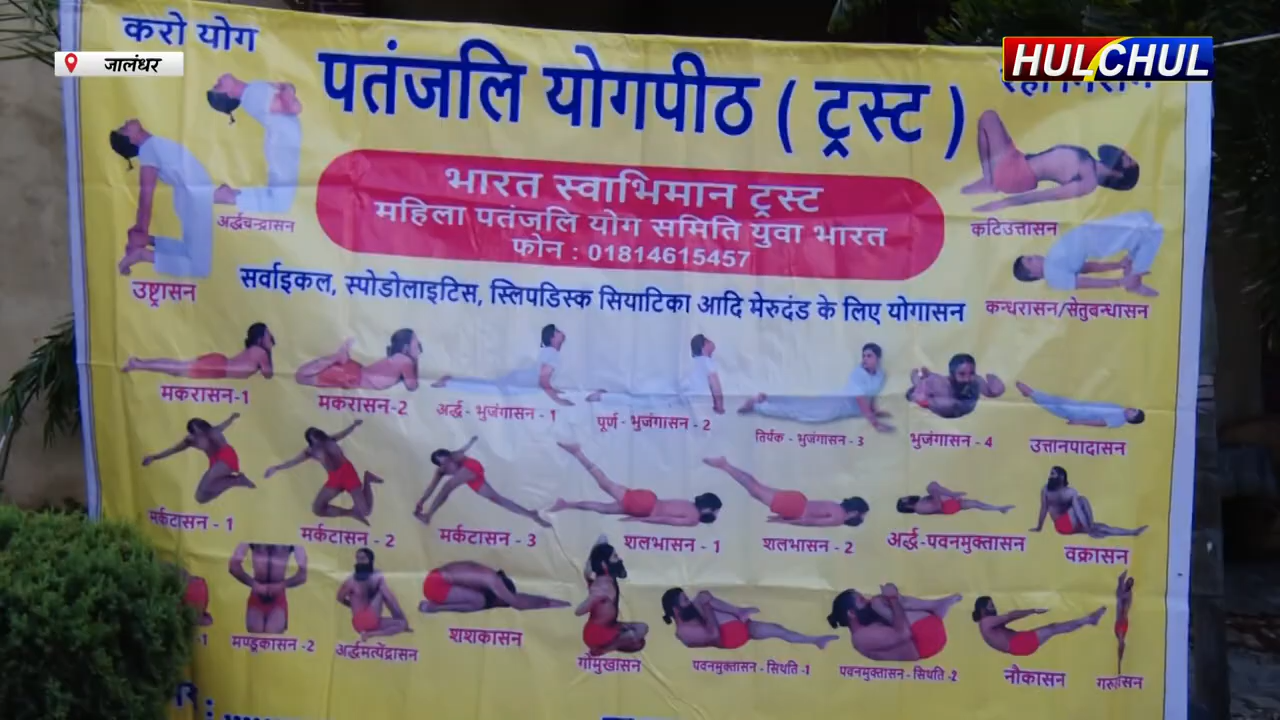 करो योग
जालंधर
HULCHUL
पतंजलि योगपीठ ( ट्रस्ट )
भारत स्वाभिमान ट्रस्ट
महिला पतंजलि योग समिति युवा भारत
फोन : 01814615457
अर्द्धचन्द्रासन
कटिउत्तासन
उष्ट्रासन
सर्वाइकल, स्पोडोलाइटिस, स्लिपडिस्क सियाटिका आदि मेरुदंड के लिए योगासन
कन्धरासन/सेतुबन्धासन
मकरासन-1 मकरासन-2 अर्द्ध - भुजंगासन - 1 पूर्ण - भुजंगासन - 2 तिर्यक - भुजंगासन - 3 भुजंगासन - 4 उत्तानपादासन
मर्कटासन - 1 मर्कटासन - 2 मर्कटासन - 3 शलभासन - 1 शलभासन - 2 अर्द्ध-पवनमुक्तासन वक्रासन
मण्डूकासन -2 अर्द्धमत्येंद्रासन शशकासन गोमुखासन पवनमुक्तासन - सिथति -1 पवनमुक्तासन - सिथति -2 नौकासन गरुड़ासन